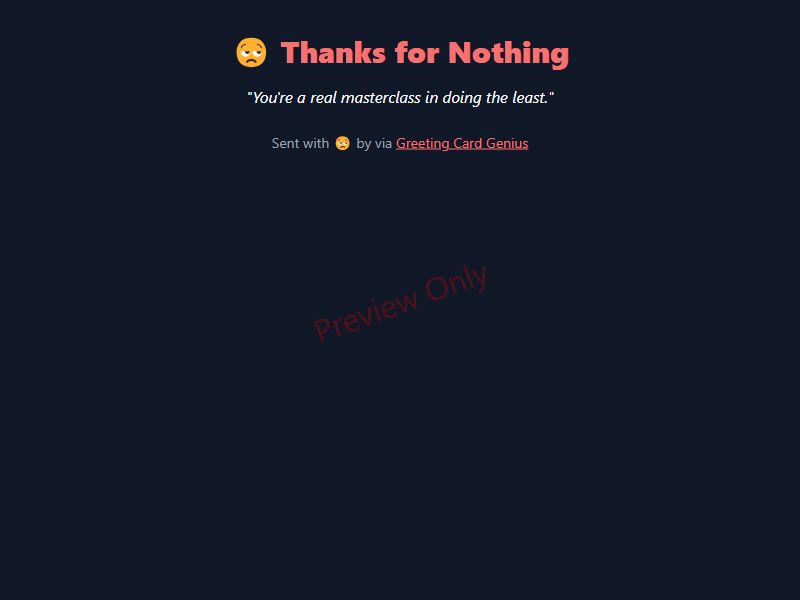 😒 Thanks for Nothing
"You're a real masterclass in doing the least."
Sent with 😒 by via Greeting Card Genius
Preview Only